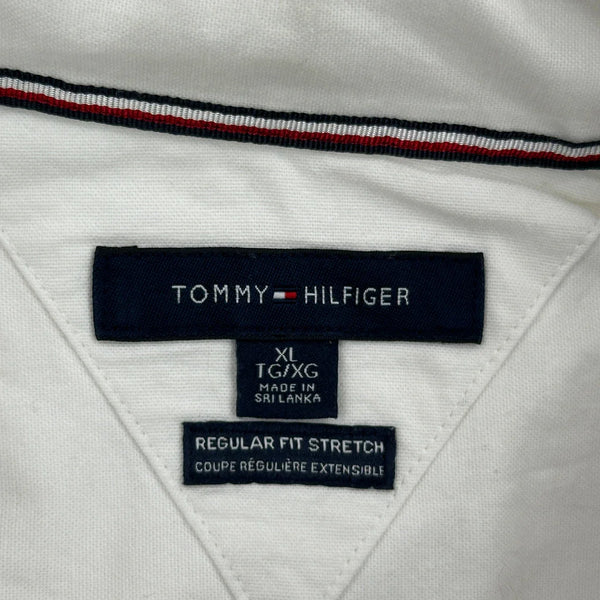 TOMMY HILFIGER
XL
TG/XG
MADE IN
SRI LANKA
REGULAR FIT STRETCH
COUPE RÉGULIÈRE EXTENSIBLE